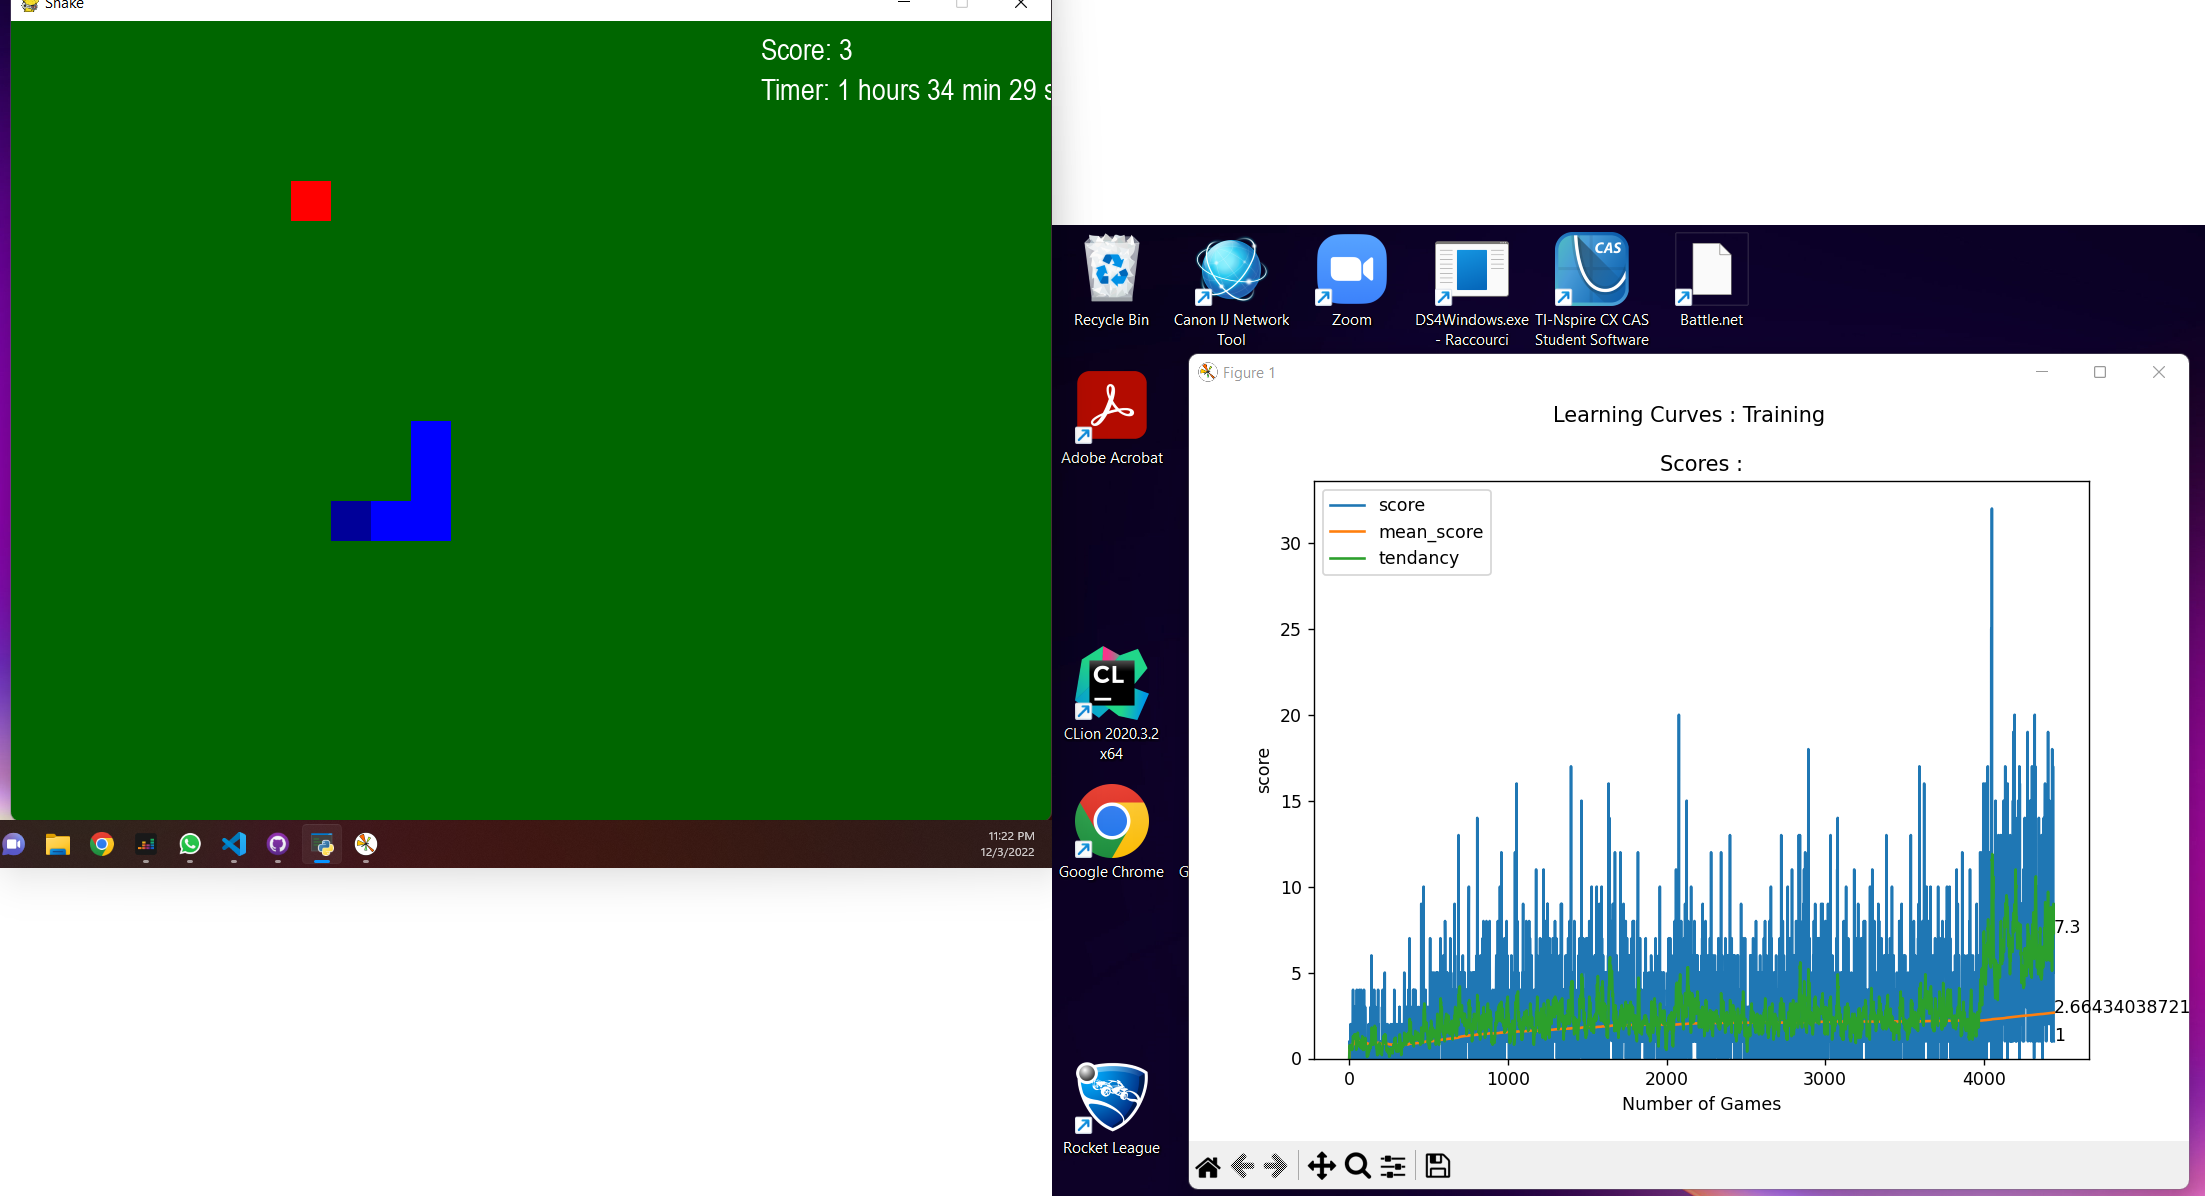 Snake
Score: 3
Timer: 1 hours 34 min 29 s
11:22 PM
12/3/2022
Recycle Bin
Canon IJ Network
Tool
Zoom
DS4Windows.exe
- Raccourci
TI-Nspire CX CAS
Student Software
Battle.net
CAS
Adobe Acrobat
CL
CLion 2020.3.2
x64
Google Chrome
G
Rocket League
Figure 1
Learning Curves : Training
Scores :
score
mean_score
tendancy
30
25
20
15
10
5
0
score
7.3
2.66434038721
1
0
1000
2000
3000
4000
Number of Games